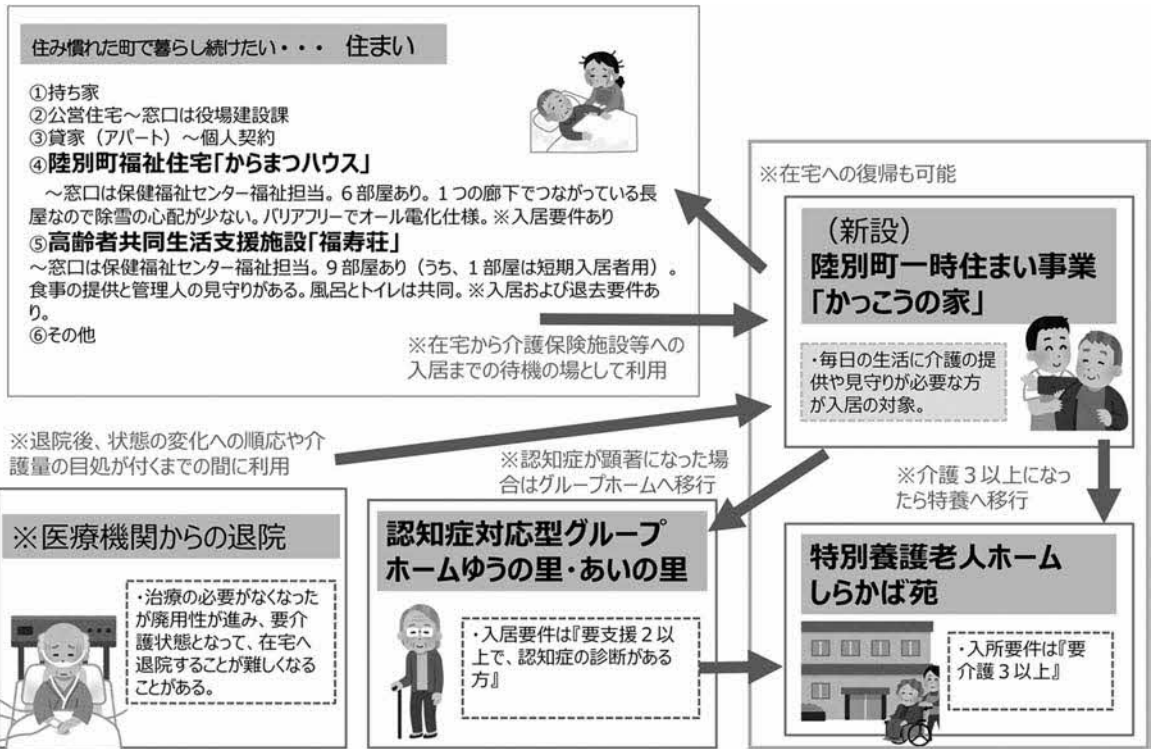 住み慣れた町で暮らし続けたい・・・ 住まい
①持ち家
②公営住宅～窓口は役場建設課
③貸家（アパート）～個人契約
④陸別町福祉住宅「からまつハウス」
～窓口は保健福祉センター福祉担当。６部屋あり。１つの廊下でつながっている長
屋なので除雪の心配が少ない。バリアフリーでオール電化仕様。※入居要件あり
⑤高齢者共同生活支援施設「福寿荘」
～窓口は保健福祉センター福祉担当。９部屋あり（うち、１部屋は短期入居者用）。
食事の提供と管理人の見守りがある。風呂とトイレは共同。※入居および退去要件あ
り。
⑥その他
※在宅から介護保険施設等への
入居までの待機の場として利用
※在宅への復帰も可能
（新設）
陸別町一時住まい事業
「かっこうの家」
・毎日の生活に介護の提
供や見守りが必要な方
が入居の対象。
※退院後、状態の変化への順応や介
護量の目処が付くまでの間に利用
※認知症が顕著になった場
合はグループホームへ移行
※介護３以上になっ
たら特養へ移行
※医療機関からの退院
・治療の必要がなくなった
が廃用性が進み、要介
護状態となって、在宅へ
退院することが難しくなる
ことがある。
認知症対応型グループ
ホームゆうの里・あいの里
・入居要件は『要支援２以
上で、認知症の診断がある
方』
特別養護老人ホーム
しらかば苑
・入所要件は『要
介護３以上』